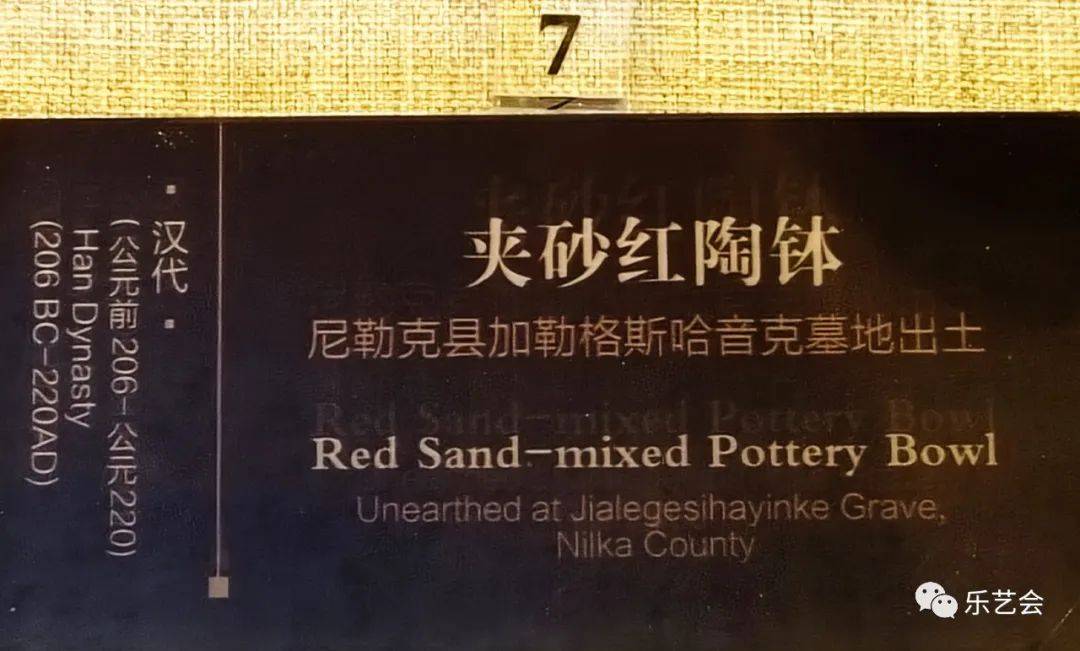 7
· 汉代 ·
(公元前206-公元220)
Han Dynasty
(206 BC-220AD)
夹砂红陶钵
尼勒克县加勒格斯哈音克墓地出土
Red Sand-mixed Pottery Bowl
Unearthed at Jialegesihayinke Grave,
Nilka County
乐艺会